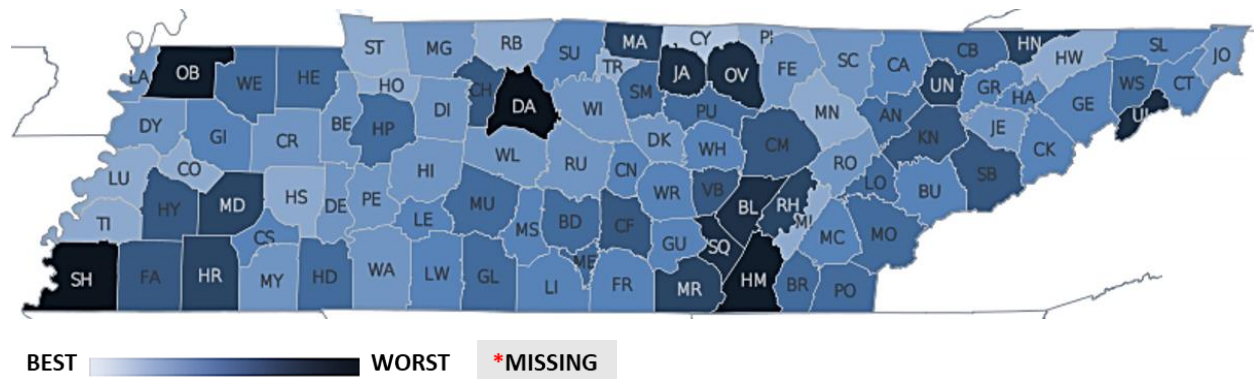 ST MG RB SU MA CY PI SC CA CB HN HW SL JO
LA OB WE HE HO CH DA TR SM JA OV FE UN GR HA WS CT
DY GI CR BE HP DI WI PU MN AN KN JE GE UI
LU CO HS HI WL RU DK CN WH CM RO LO BU SB CK
TI HY MD DE PE MU BD CF WR VB BL RH MI MC MO
CS LE MS ME GU SQ
SH FA HR MY HD WA LW GL LI FR MR HM BR PO
BEST WORST *MISSING